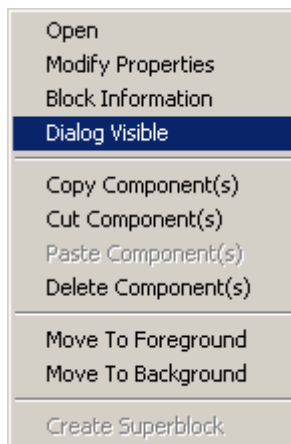 Open
Modify Properties
Block Information
Dialog Visible
Copy Component(s)
Cut Component(s)
Paste Component(s)
Delete Component(s)
Move To Foreground
Move To Background
Create Superblock